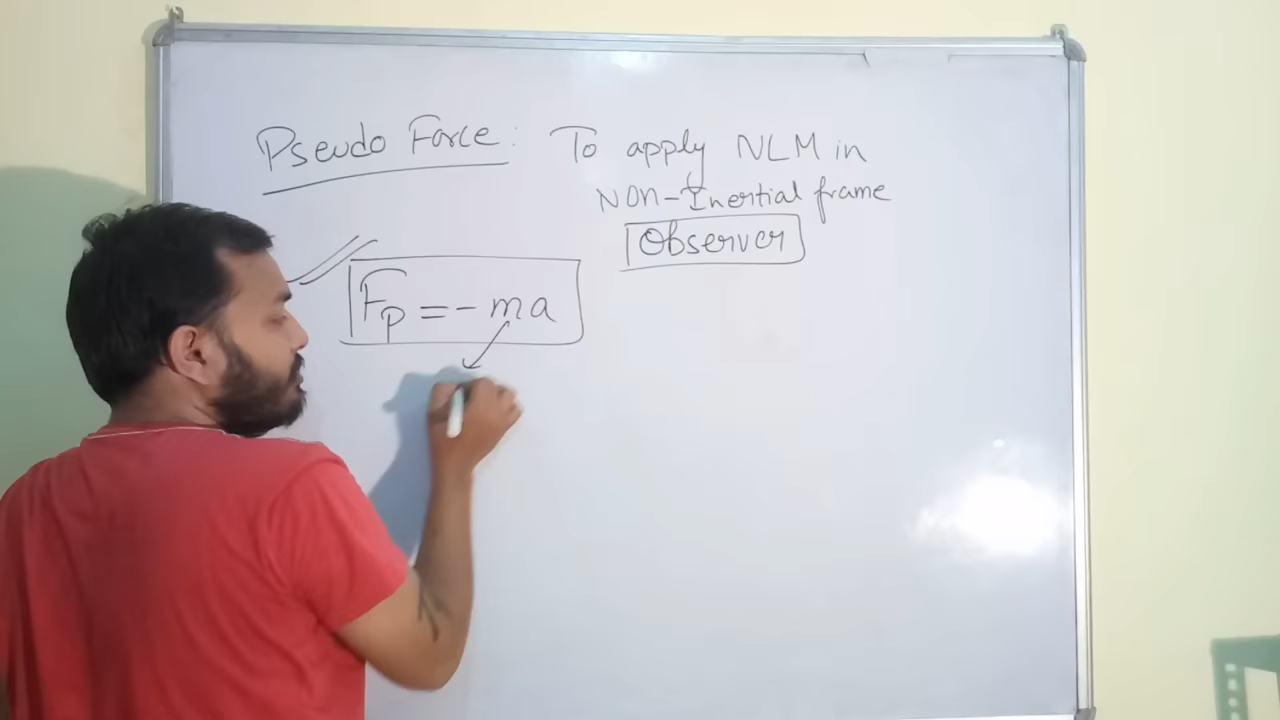 Pseudo Force: To apply NLM in
Non-Inertial frame
Observer
Fp = - ma